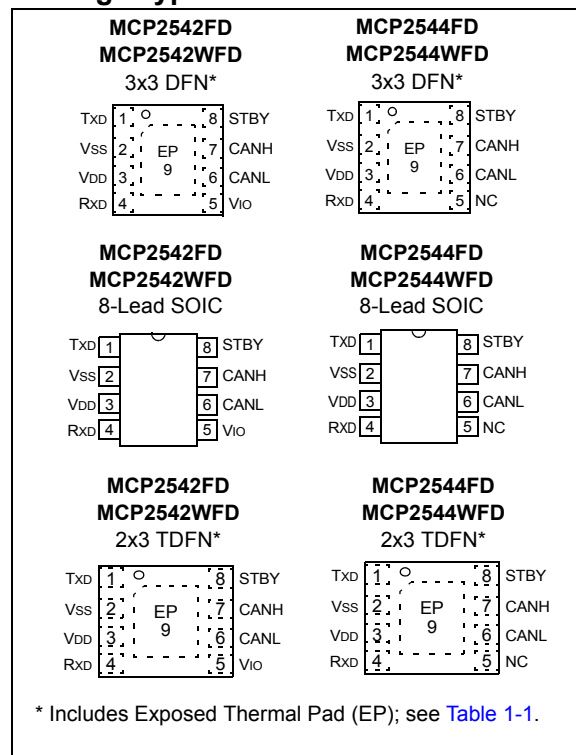 MCP2542FD
MCP2542WFD
3x3 DFN*
TXD 1 8 STBY
VSS 2 EP 7 CANH
VDD 3 9 6 CANL
RXD 4 5 VIO
MCP2544FD
MCP2544WFD
3x3 DFN*
TXD 1 8 STBY
VSS 2 EP 7 CANH
VDD 3 9 6 CANL
RXD 4 5 NC
MCP2542FD
MCP2542WFD
8-Lead SOIC
TXD 1 8 STBY
VSS 2 7 CANH
VDD 3 6 CANL
RXD 4 5 VIO
MCP2544FD
MCP2544WFD
8-Lead SOIC
TXD 1 8 STBY
VSS 2 7 CANH
VDD 3 6 CANL
RXD 4 5 NC
MCP2542FD
MCP2542WFD
2x3 TDFN*
TXD 1 8 STBY
VSS 2 EP 7 CANH
VDD 3 9 6 CANL
RXD 4 5 VIO
MCP2544FD
MCP2544WFD
2x3 TDFN*
TXD 1 8 STBY
VSS 2 EP 7 CANH
VDD 3 9 6 CANL
RXD 4 5 NC
* Includes Exposed Thermal Pad (EP); see Table 1-1.